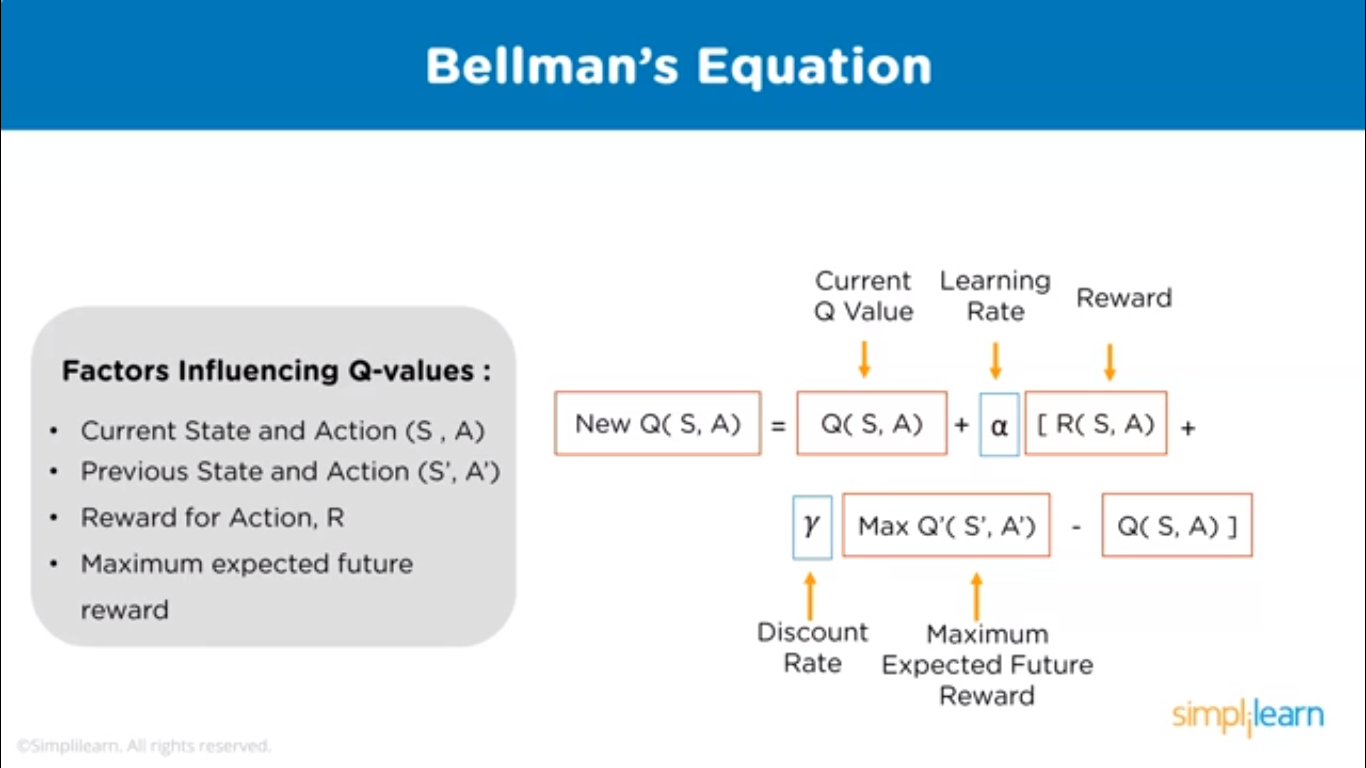 Bellman's Equation
Factors Influencing Q-values :
• Current State and Action (S , A)
• Previous State and Action (S', A')
• Reward for Action, R
• Maximum expected future
reward
Current
Q Value
Learning
Rate
Reward
New Q( S, A) = Q( S, A) + α [ R( S, A) +
γ Max Q'( S', A') - Q( S, A) ]
Discount
Rate
Maximum
Expected Future
Reward
simplilearn
©Simplilearn. All rights reserved.